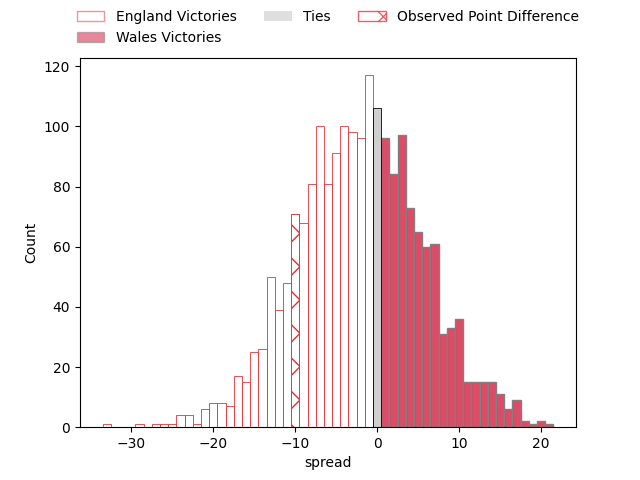 England Victories
Ties
Observed Point Difference
Wales Victories
120
100
80
60
40
20
0
Count
−30
−20
−10
0
10
20
spread